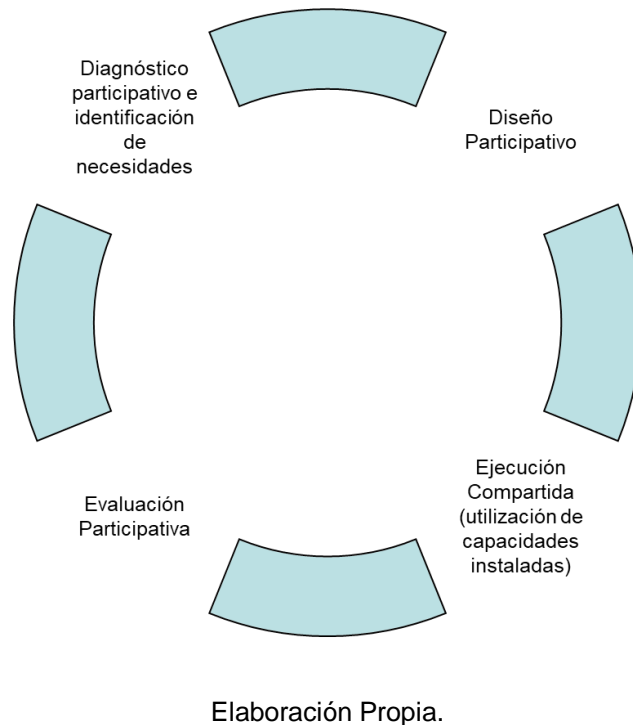 Diagnóstico
participativo e
identificación
de
necesidades
Diseño
Participativo
Ejecución
Compartida
(utilización de
capacidades
instaladas)
Evaluación
Participativa
Elaboración Propia.